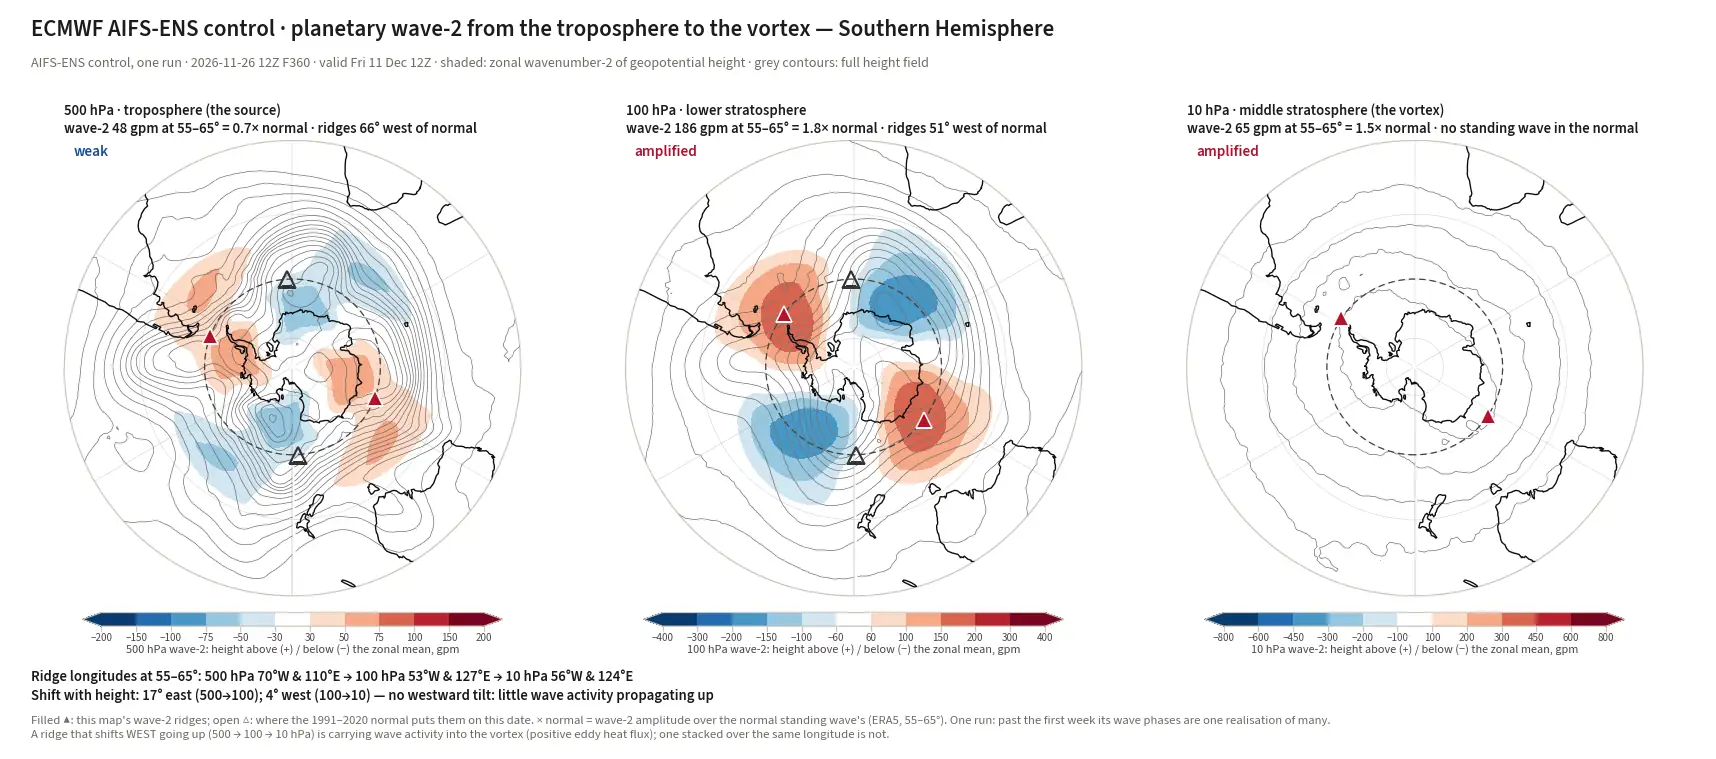 ECMWF AIFS-ENS control · planetary wave-2 from the troposphere to the vortex — Southern Hemisphere
AIFS-ENS control, one run · 2026-11-26 12Z F360 · valid Fri 11 Dec 12Z · shaded: zonal wavenumber-2 of geopotential height · grey contours: full height field
500 hPa · troposphere (the source)
wave-2 48 gpm at 55–65° = 0.7× normal · ridges 66° west of normal
weak
100 hPa · lower stratosphere
wave-2 186 gpm at 55–65° = 1.8× normal · ridges 51° west of normal
amplified
10 hPa · middle stratosphere (the vortex)
wave-2 65 gpm at 55–65° = 1.5× normal · no standing wave in the normal
amplified
−200 −150 −100 −75 −50 −30 30 50 75 100 150 200
500 hPa wave-2: height above (+) / below (−) the zonal mean, gpm
−400 −300 −200 −150 −100 −60 60 100 150 200 300 400
100 hPa wave-2: height above (+) / below (−) the zonal mean, gpm
−800 −600 −450 −300 −200 −100 100 200 300 450 600 800
10 hPa wave-2: height above (+) / below (−) the zonal mean, gpm
Ridge longitudes at 55–65°: 500 hPa 70°W & 110°E → 100 hPa 53°W & 127°E → 10 hPa 56°W & 124°E
Shift with height: 17° east (500→100); 4° west (100→10) — no westward tilt: little wave activity propagating up
Filled ▲: this map's wave-2 ridges; open △: where the 1991–2020 normal puts them on this date. × normal = wave-2 amplitude over the normal standing wave's (ERA5, 55–65°). One run: past the first week its wave phases are one realisation of many.
A ridge that shifts WEST going up (500 → 100 → 10 hPa) is carrying wave activity into the vortex (positive eddy heat flux); one stacked over the same longitude is not.